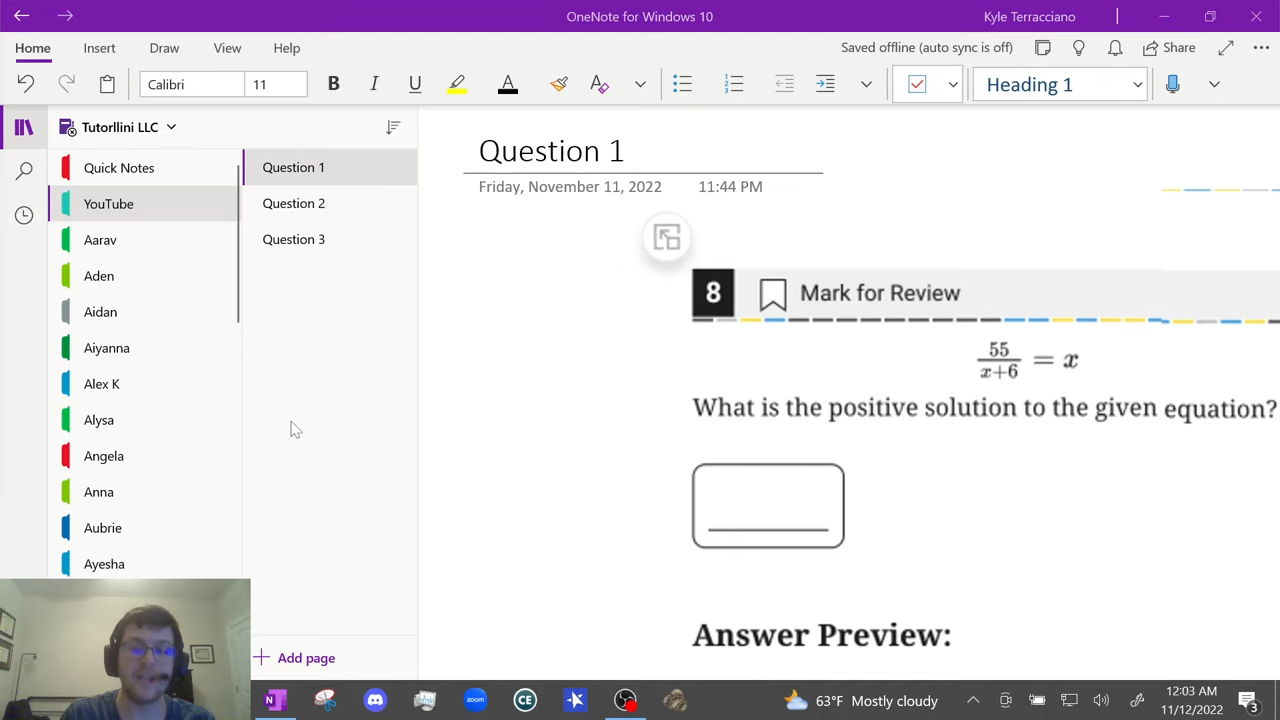 OneNote for Windows 10
Kyle Terracciano
Home
Insert
Draw
View
Help
Saved offline (auto sync is off)
Share
Calibri
11
B
I
U
A
Heading 1
Tutorllini LLC
Quick Notes
YouTube
Aarav
Aden
Aidan
Aiyanna
Alex K
Alysa
Angela
Anna
Aubrie
Ayesha
Question 1
Question 2
Question 3
Add page
Question 1
Friday, November 11, 2022
11:44 PM
8
Mark for Review
55/(x+6) = x
What is the positive solution to the given equation?
Answer Preview:
N
zoom
CE
63°F Mostly cloudy
12:03 AM
11/12/2022
3